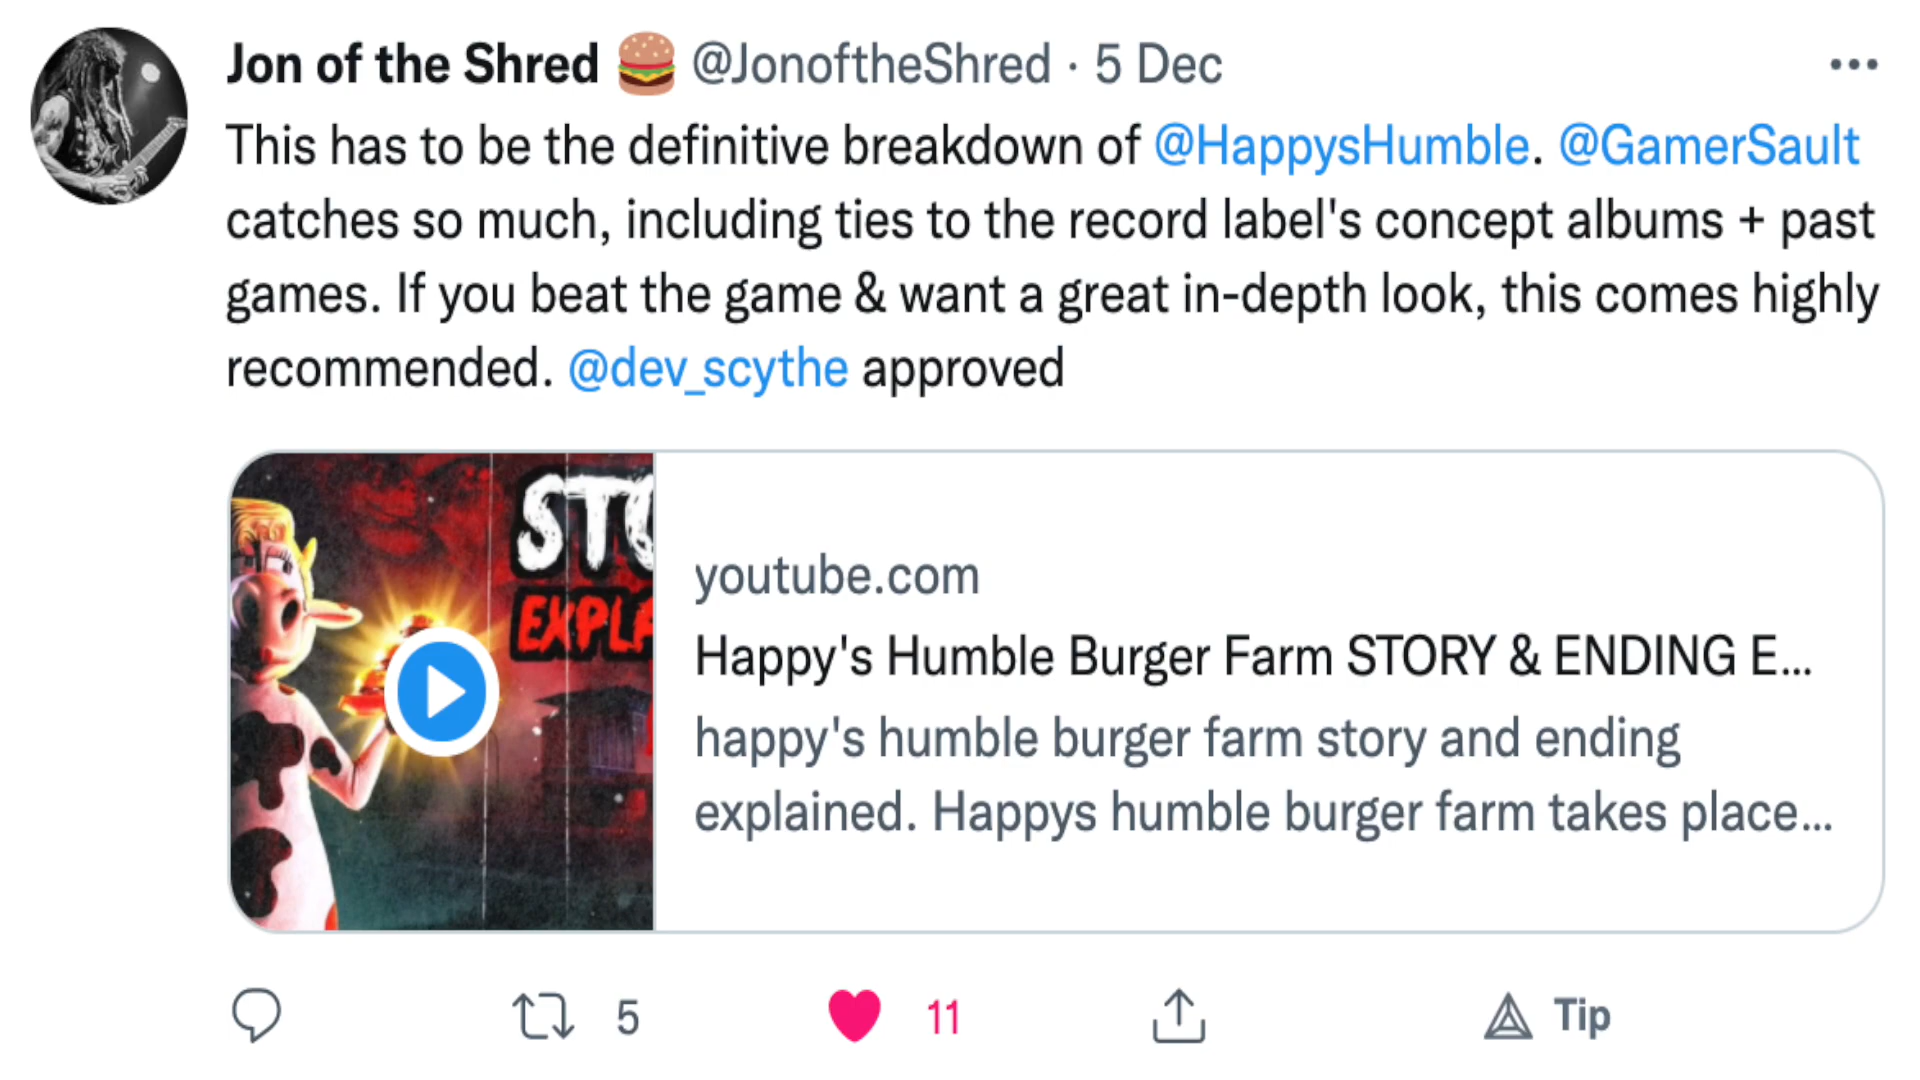 Jon of the Shred 🍔 @JonoftheShred · 5 Dec
This has to be the definitive breakdown of @HappysHumble. @GamerSault
catches so much, including ties to the record label's concept albums + past
games. If you beat the game & want a great in-depth look, this comes highly
recommended. @dev_scythe approved
STO
EXPLA
youtube.com
Happy's Humble Burger Farm STORY & ENDING E...
happy's humble burger farm story and ending
explained. Happys humble burger farm takes place...
5 11 Tip